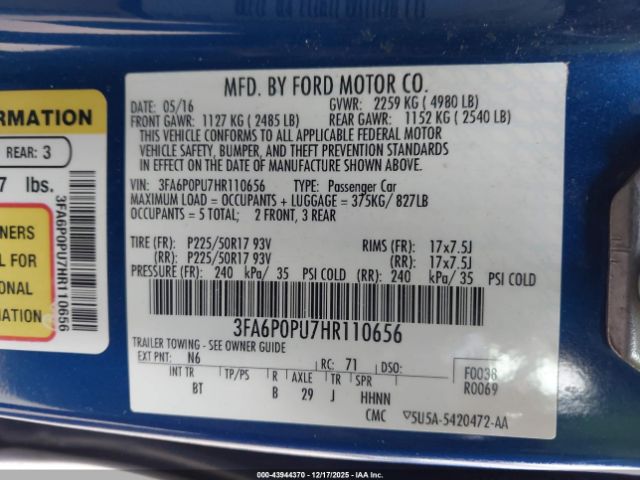 MFD. BY FORD MOTOR CO.
DATE: 05/16 GVWR: 2259 KG ( 4980 LB)
FRONT GAWR: 1127 KG ( 2485 LB) REAR GAWR: 1152 KG ( 2540 LB)
THIS VEHICLE CONFORMS TO ALL APPLICABLE FEDERAL MOTOR
VEHICLE SAFETY, BUMPER, AND THEFT PREVENTION STANDARDS
IN EFFECT ON THE DATE OF MANUFACTURE SHOWN ABOVE.
VIN: 3FA6P0PU7HR110656 TYPE: Passenger Car
MAXIMUM LOAD = OCCUPANTS + LUGGAGE = 375KG/ 827LB
OCCUPANTS = 5 TOTAL; 2 FRONT, 3 REAR
TIRE (FR): P225/50R17 93V RIMS (FR): 17x7.5J
(RR): P225/50R17 93V (RR): 17x7.5J
PRESSURE (FR): 240 kPa/ 35 PSI COLD (RR): 240 kPa/ 35 PSI COLD
3FA6P0PU7HR110656
TRAILER TOWING - SEE OWNER GUIDE
EXT PNT: N6 RC: 71 DSO: F0038
R0069
INT TR TP/PS R AXLE TR SPR
BT B 29 J HHNN
CMC 5U5A-5420472-AA
ORMATION
REAR: 3
7 lbs.
3FA6P0PU7HR110656
NERS
L FOR
ONAL
ION
A: 43944370 - 12/17/2025 - IAAI.COM